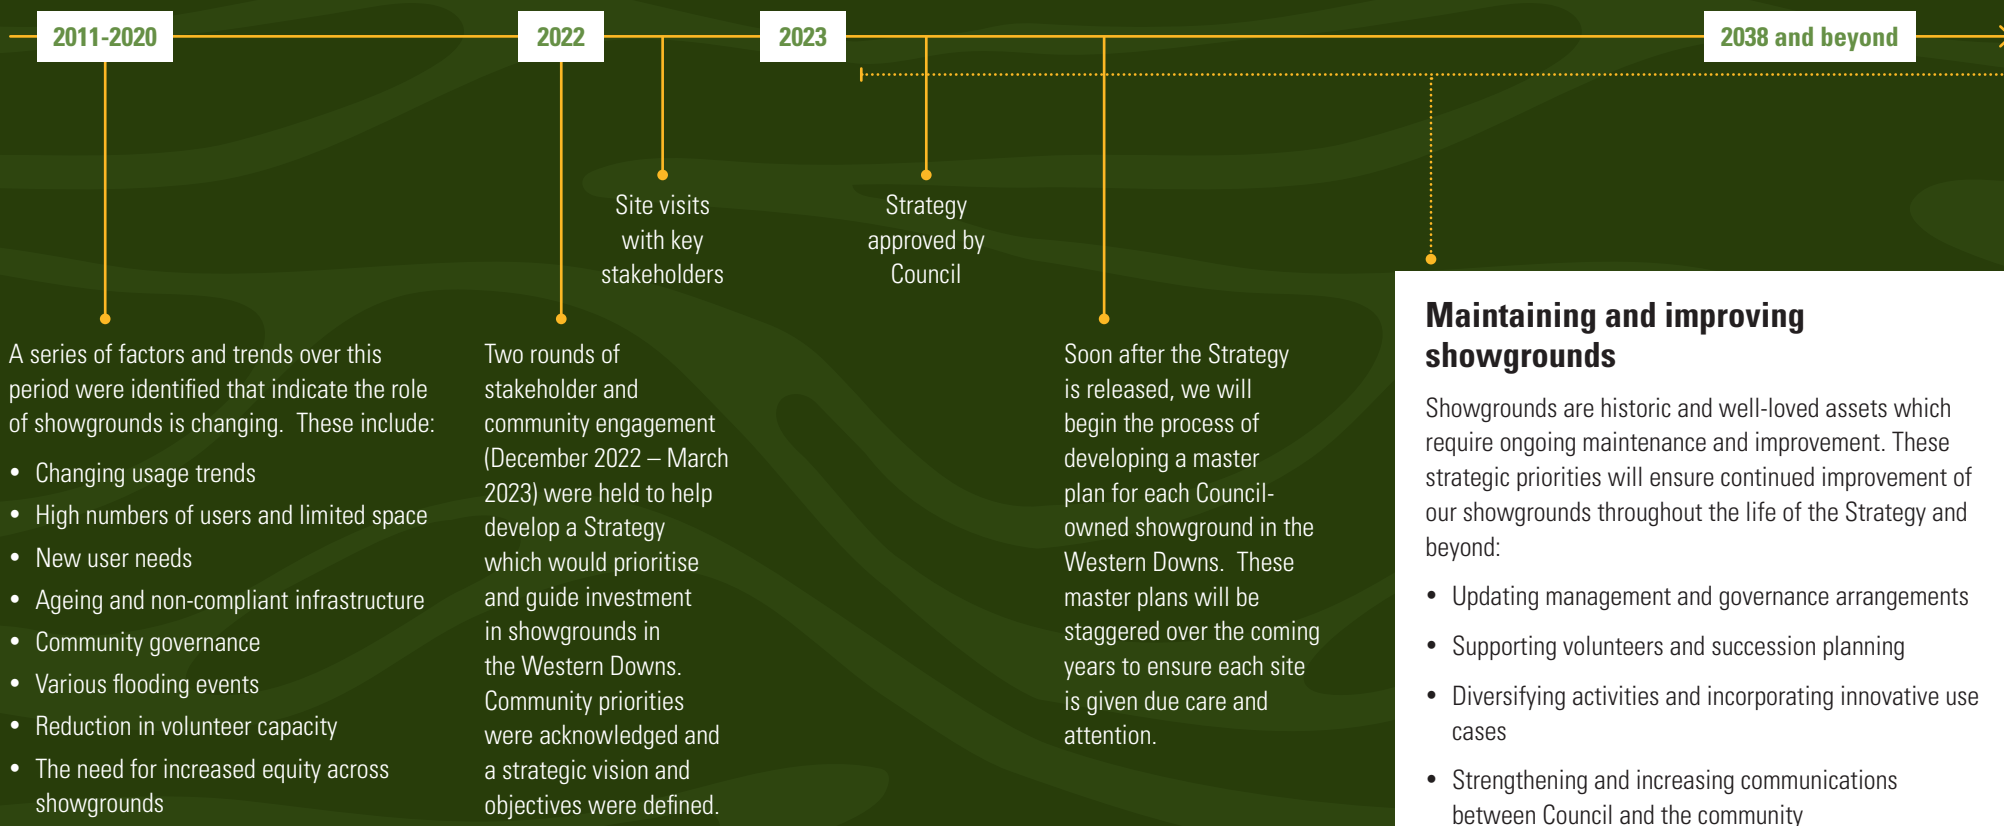 2011-2020
2022
2023
2038 and beyond
Site visits
with key
stakeholders
Strategy
approved by
Council
A series of factors and trends over this
period were identified that indicate the role
of showgrounds is changing.  These include:
• Changing usage trends
• High numbers of users and limited space
• New user needs
• Ageing and non-compliant infrastructure
• Community governance
• Various flooding events
• Reduction in volunteer capacity
• The need for increased equity across
showgrounds
Two rounds of
stakeholder and
community engagement
(December 2022 – March
2023) were held to help
develop a Strategy
which would prioritise
and guide investment
in showgrounds in
the Western Downs.
Community priorities
were acknowledged and
a strategic vision and
objectives were defined.
Soon after the Strategy
is released, we will
begin the process of
developing a master
plan for each Council-
owned showground in the
Western Downs.  These
master plans will be
staggered over the coming
years to ensure each site
is given due care and
attention.
Maintaining and improving
showgrounds
Showgrounds are historic and well-loved assets which
require ongoing maintenance and improvement. These
strategic priorities will ensure continued improvement of
our showgrounds throughout the life of the Strategy and
beyond:
• Updating management and governance arrangements
• Supporting volunteers and succession planning
• Diversifying activities and incorporating innovative use
cases
• Strengthening and increasing communications
between Council and the community